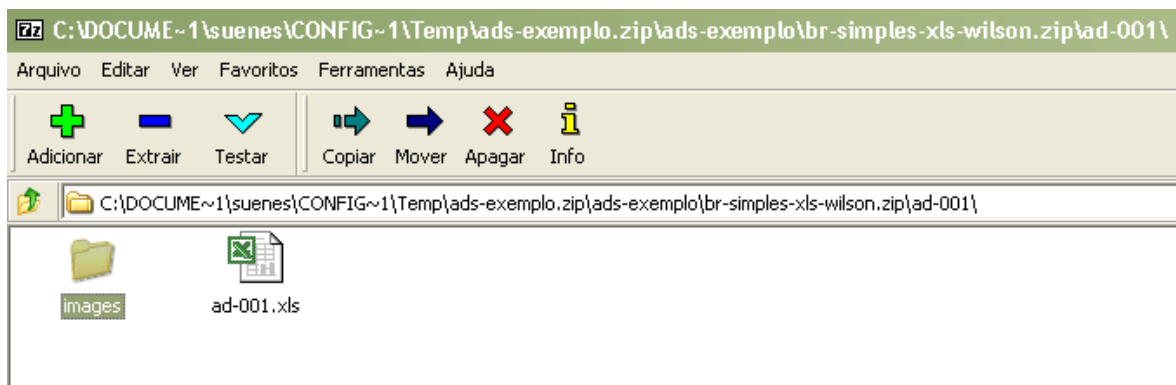 7z C:\DOCUME~1\suenes\CONFIG~1\Temp\ads-exemplo.zip\ads-exemplo\br-simples-xls-wilson.zip\ad-001\
Arquivo Editar Ver Favoritos Ferramentas Ajuda
Adicionar Extrair Testar Copiar Mover Apagar Info
C:\DOCUME~1\suenes\CONFIG~1\Temp\ads-exemplo.zip\ads-exemplo\br-simples-xls-wilson.zip\ad-001\
images ad-001.xls